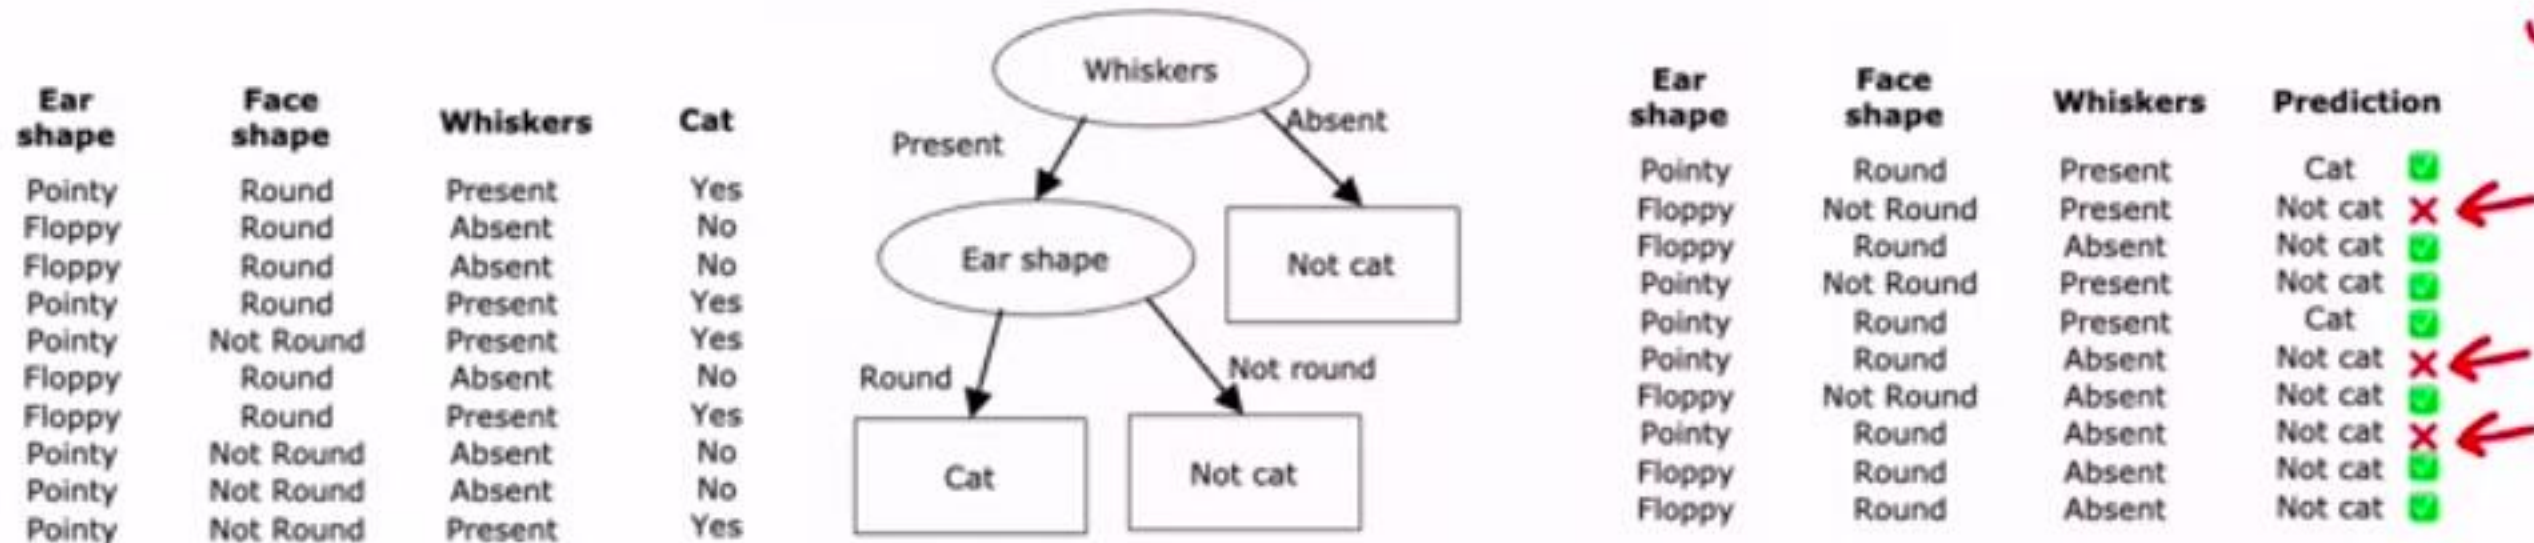 Ear shape Face shape Whiskers Cat
Pointy Round Present Yes
Floppy Round Absent No
Floppy Round Absent No
Pointy Round Present Yes
Pointy Not Round Present Yes
Floppy Round Absent No
Floppy Round Present Yes
Pointy Not Round Absent No
Pointy Not Round Absent No
Pointy Not Round Present Yes
Whiskers
Present
Absent
Ear shape
Not cat
Round
Not round
Cat
Not cat
Ear shape Face shape Whiskers Prediction
Pointy Round Present Cat
Floppy Not Round Present Not cat
Floppy Round Absent Not cat
Pointy Not Round Present Not cat
Pointy Round Present Cat
Pointy Round Absent Not cat
Floppy Not Round Absent Not cat
Pointy Round Absent Not cat
Floppy Round Absent Not cat
Floppy Round Absent Not cat